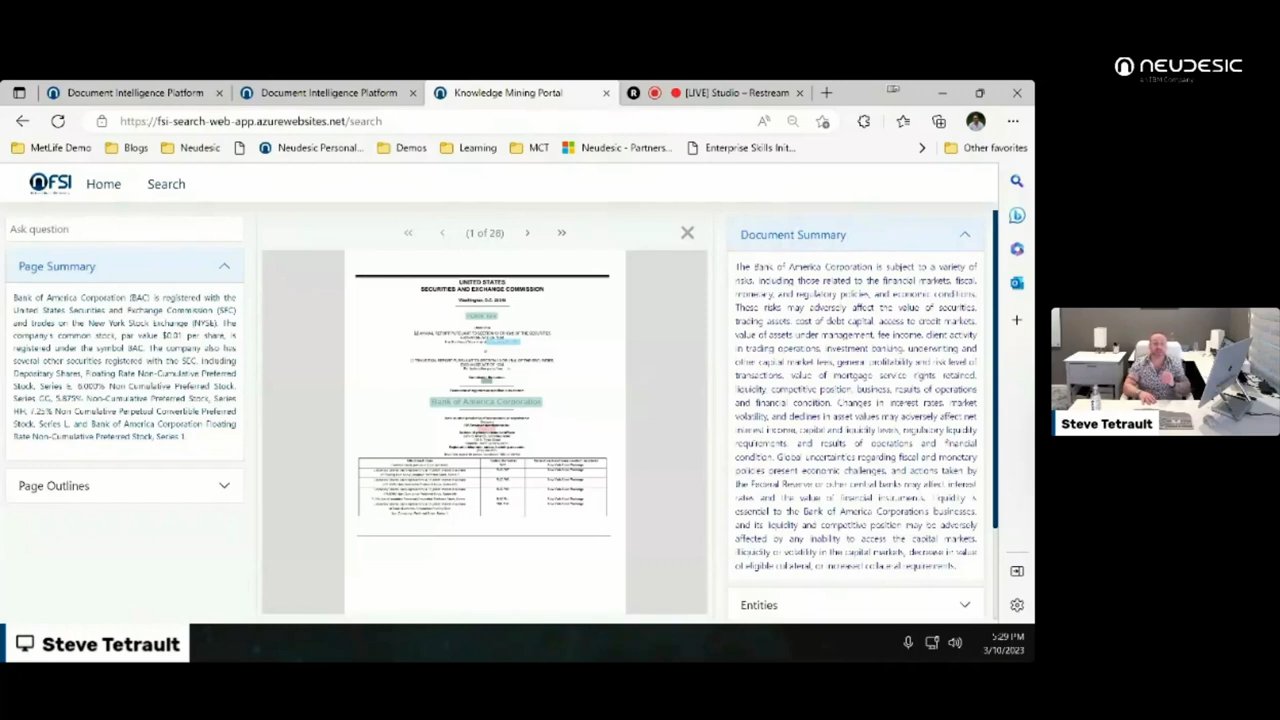 NEUDESIC
an IBM Company
Document Intelligence Platform
Document Intelligence Platform
Knowledge Mining Portal
[LIVE] Studio – Restream
https://fsi-search-web-app.azurewebsites.net/search
MetLife Demo
Blogs
Neudesic
Neudesic Personal...
Demos
Learning
MCT
Neudesic - Partners...
Enterprise Skills Init...
Other favorites
FSI
Home
Search
Ask question
Page Summary
Bank of America Corporation (BAC) is registered with the
United States Securities and Exchange Commission (SEC)
and trades on the New York Stock Exchange (NYSE). The
company's common stock, par value $0.01 per share, is
registered under the symbol BAC. The company also has
several other securities registered with the SEC, including
Depositary Shares, Floating Rate Non-Cumulative Preferred
Stock, Series E, 6.000% Non Cumulative Preferred Stock,
Series GG, 5.875% Non-Cumulative Preferred Stock, Series
HH, 7.25% Non Cumulative Perpetual Convertible Preferred
Stock, Series L, and Bank of America Corporation Floating
Rate Non-Cumulative Preferred Stock, Series 1.
Page Outlines
(1 of 28)
UNITED STATES
SECURITIES AND EXCHANGE COMMISSION
Bank of America Corporation
Document Summary
The Bank of America Corporation is subject to a variety of
risks, including those related to the financial markets, fiscal,
monetary, and regulatory policies, and economic conditions.
These risks may adversely affect the value of securities,
trading assets, cost of debt capital, access to credit markets,
value of assets under management, fee income, client activity
in trading operations, investment banking, underwriting and
other capital market fees, general profitability and risk level of
transactions, value of mortgage service rights retained,
liquidity, competitive position, business, results of operations
and financial condition. Changes in interest rates, market
volatility, and declines in asset values may adversely affect net
interest income, capital and liquidity levels, regulatory liquidity
requirements, and results of operations and financial
condition. Global uncertainties regarding fiscal and monetary
policies present economic challenges, and actions taken by
the Federal Reserve or other central banks may affect interest
rates and the value of financial instruments. Liquidity is
essential to the Bank of America Corporations businesses,
and its liquidity and competitive position may be adversely
affected by any inability to access the capital markets,
illiquidity or volatility in the capital markets, decrease in value
of eligible collateral, or increased collateral requirements.
Entities
Steve Tetrault
Steve Tetrault
5:29 PM
3/10/2023